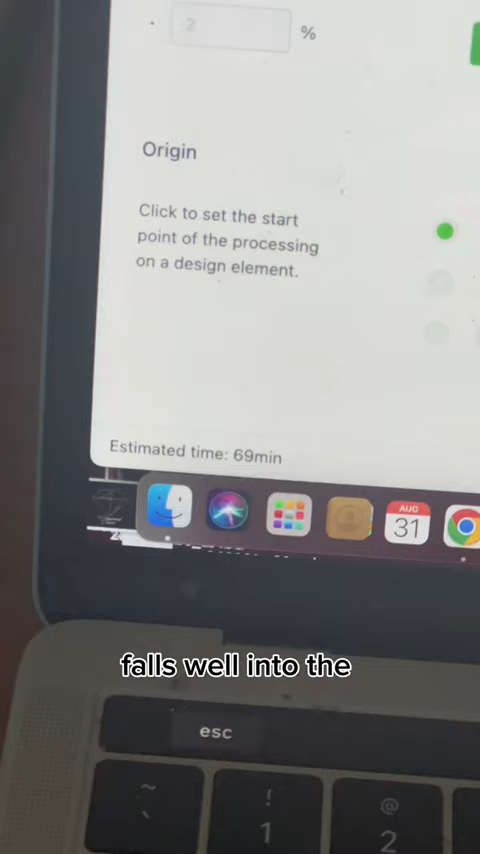 2 %
Origin
Click to set the start
point of the processing
on a design element.
Estimated time: 69min
AUG
31
falls well into the
esc
~ ! @
` 1 2